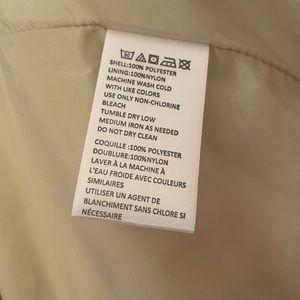 SHELL:100% POLYESTER
LINING:100%NYLON
MACHINE WASH COLD
WITH LIKE COLORS
USE ONLY NON-CHLORINE
BLEACH
TUMBLE DRY LOW
MEDIUM IRON AS NEEDED
DO NOT DRY CLEAN
COQUILLE :100% POLYESTER
DOUBLURE:100%NYLON
LAVER À LA MACHINE À
L'EAU FROIDE AVEC COULEURS
SIMILAIRES
UTILISER UN AGENT DE
BLANCHIMENT SANS CHLORE SI
NÉCESSAIRE